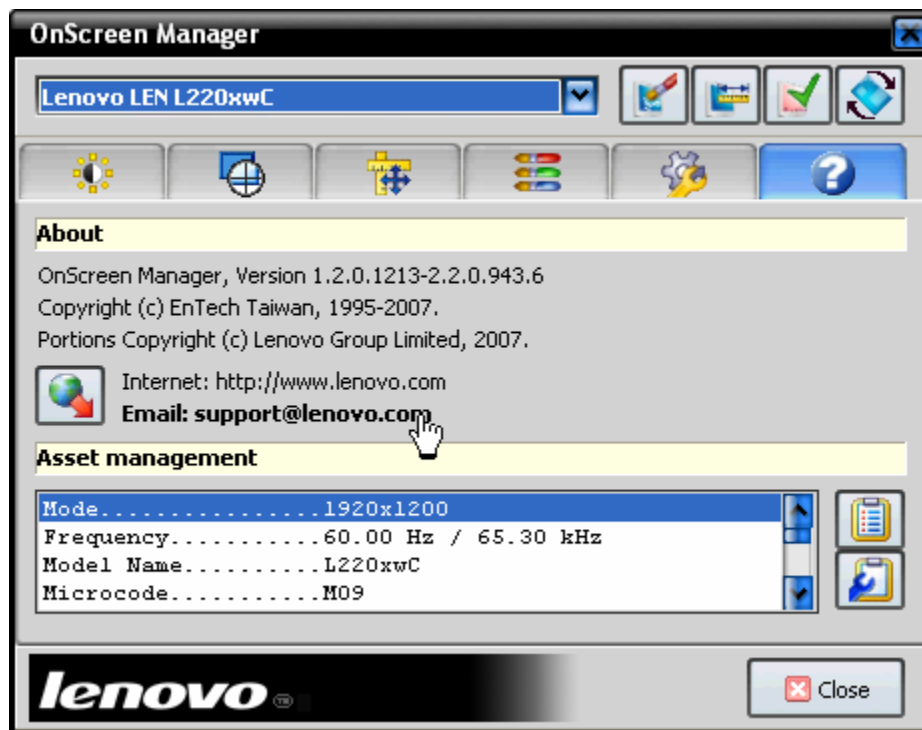 OnScreen Manager
Lenovo LEN L220xwC
About
OnScreen Manager, Version 1.2.0.1213-2.2.0.943.6
Copyright (c) EnTech Taiwan, 1995-2007.
Portions Copyright (c) Lenovo Group Limited, 2007.
Internet: http://www.lenovo.com
Email: support@lenovo.com
Asset management
Mode................1920x1200
Frequency...........60.00 Hz / 65.30 kHz
Model Name..........L220xwC
Microcode...........M09
lenovo
Close